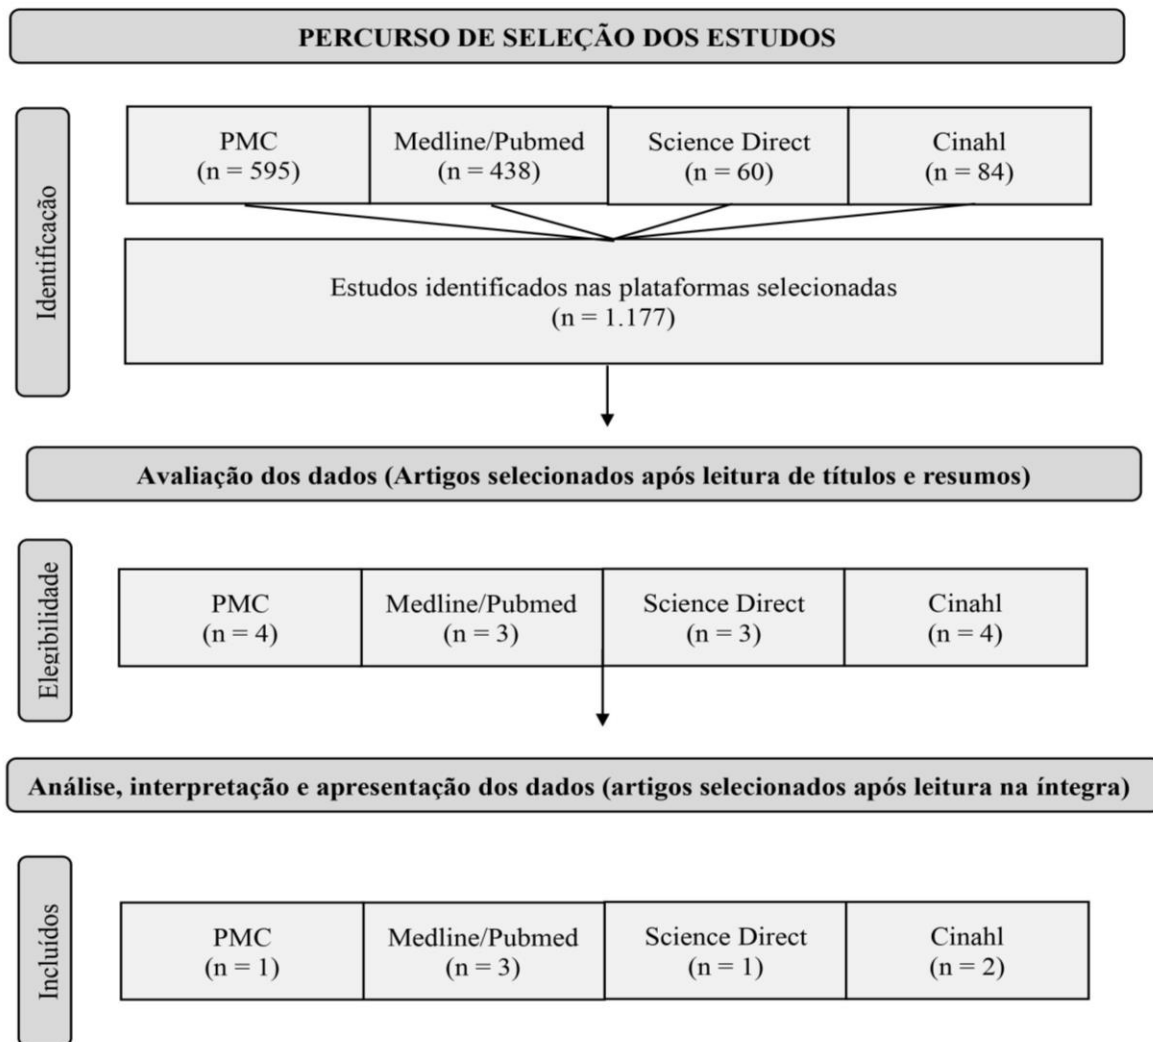 PERCURSO DE SELEÇÃO DOS ESTUDOS
Identificação
PMC
(n = 595)
Medline/Pubmed
(n = 438)
Science Direct
(n = 60)
Cinahl
(n = 84)
Estudos identificados nas plataformas selecionadas
(n = 1.177)
Avaliação dos dados (Artigos selecionados após leitura de títulos e resumos)
Elegibilidade
PMC
(n = 4)
Medline/Pubmed
(n = 3)
Science Direct
(n = 3)
Cinahl
(n = 4)
Análise, interpretação e apresentação dos dados (artigos selecionados após leitura na íntegra)
Incluídos
PMC
(n = 1)
Medline/Pubmed
(n = 3)
Science Direct
(n = 1)
Cinahl
(n = 2)